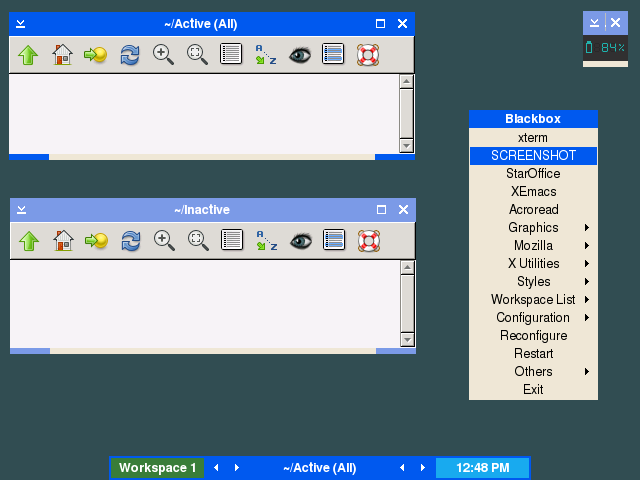 ~/Active (All)
84%
Blackbox
xterm
SCREENSHOT
StarOffice
XEmacs
Acroread
Graphics
Mozilla
X Utilities
Styles
Workspace List
Configuration
Reconfigure
Restart
Others
Exit
~/Inactive
A
Z
A
Z
Workspace 1
~/Active (All)
12:48 PM